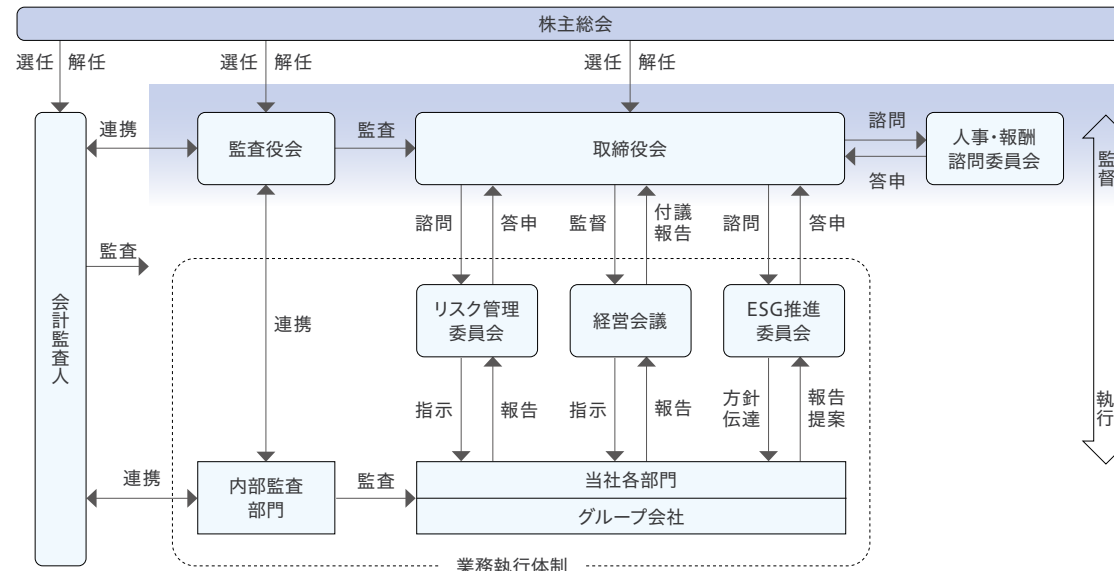 株主総会
選任 解任
選任 解任
選任 解任
連携
監査役会
監査
取締役会
諮問
答申
人事・報酬
諮問委員会
監督
諮問
答申
監督
付議
報告
諮問
答申
監査
会計監査人
連携
リスク管理
委員会
経営会議
ESG推進
委員会
指示
報告
指示
報告
方針
伝達
報告
提案
執行
連携
内部監査
部門
監査
当社各部門
グループ会社
業務執行体制